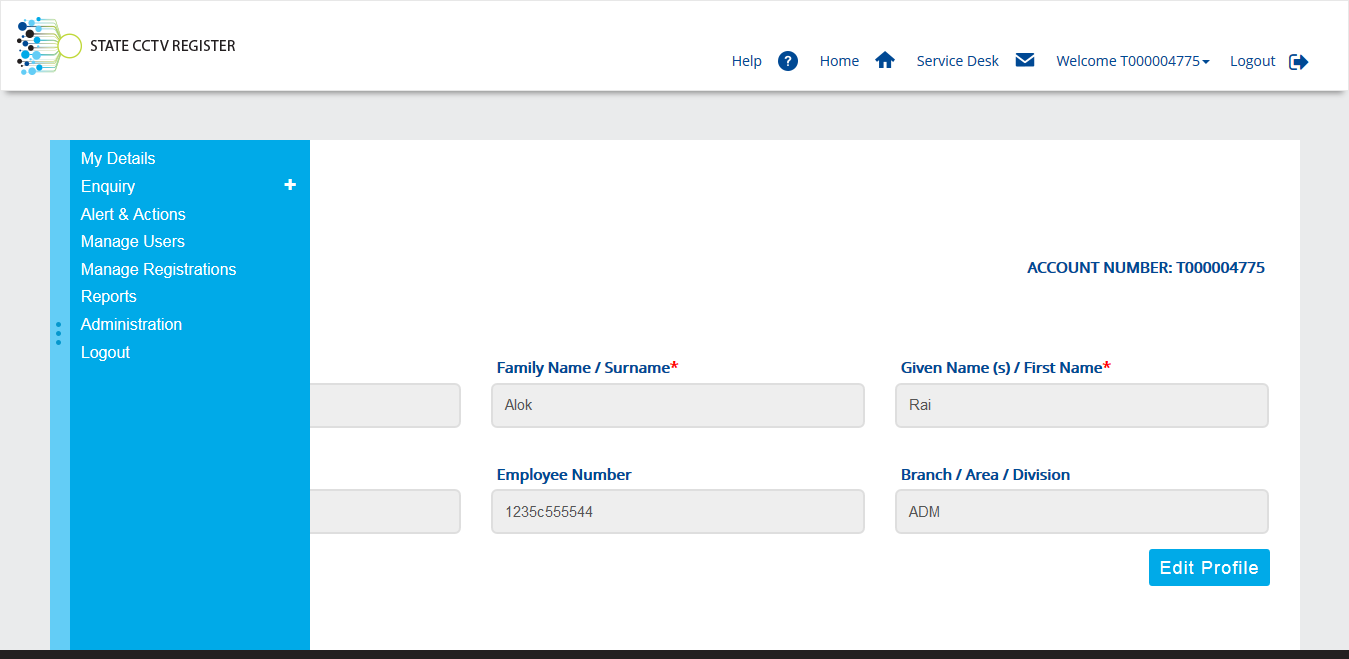 STATE CCTV REGISTER
Help ? Home Service Desk Welcome T000004775 Logout
My Details
Enquiry +
Alert & Actions
Manage Users
Manage Registrations
Reports
Administration
Logout
ACCOUNT NUMBER: T000004775
Family Name / Surname* Given Name (s) / First Name*
Alok Rai
Employee Number Branch / Area / Division
1235c555544 ADM
Edit Profile